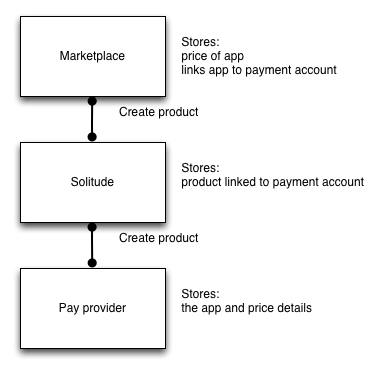 Marketplace
Stores:
price of app
links app to payment account
Create product
Solitude
Stores:
product linked to payment account
Create product
Pay provider
Stores:
the app and price details